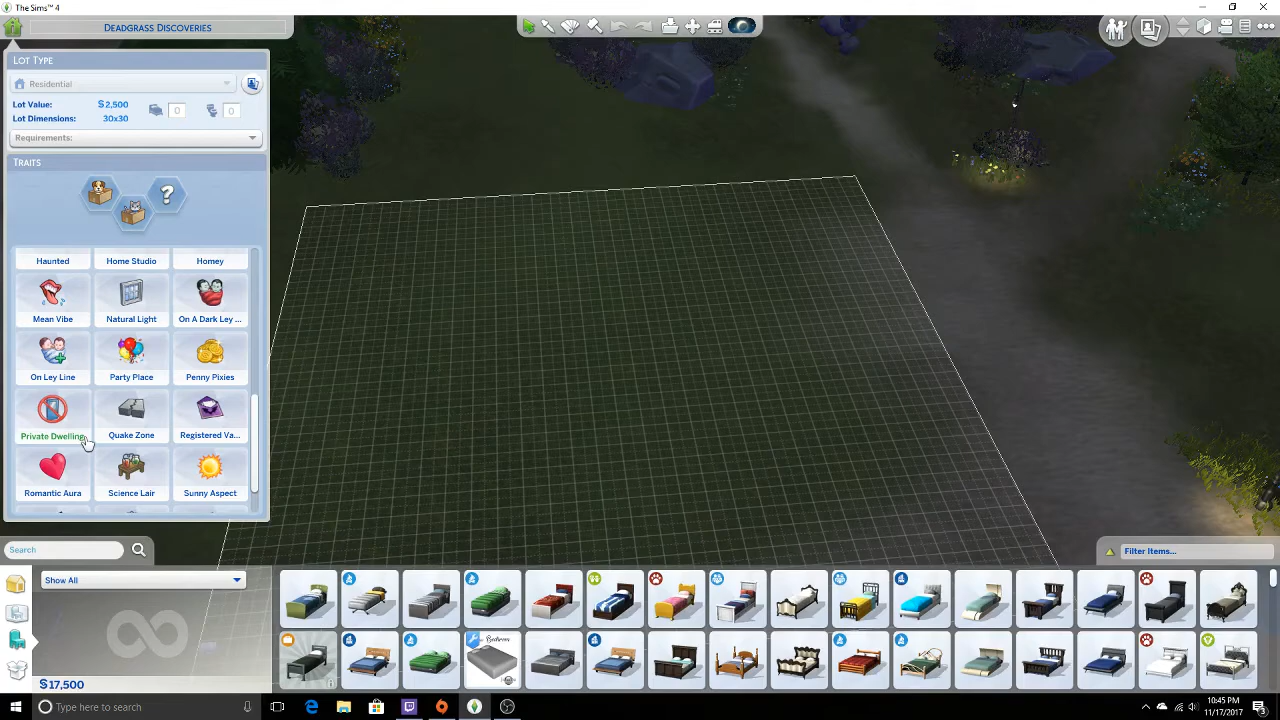 The Sims™ 4
Deadgrass Discoveries
Lot Type
Residential
Lot Value: $2,500
0
0
Lot Dimensions: 30x30
Requirements:
Traits
?
Haunted
Home Studio
Homey
Mean Vibe
Natural Light
On A Dark Ley ...
On Ley Line
Party Place
Penny Pixies
Private Dwelling
Quake Zone
Registered Va...
Romantic Aura
Science Lair
Sunny Aspect
Search
Filter Items...
Show All
$17,500
Type here to search
10:45 PM
11/17/2017